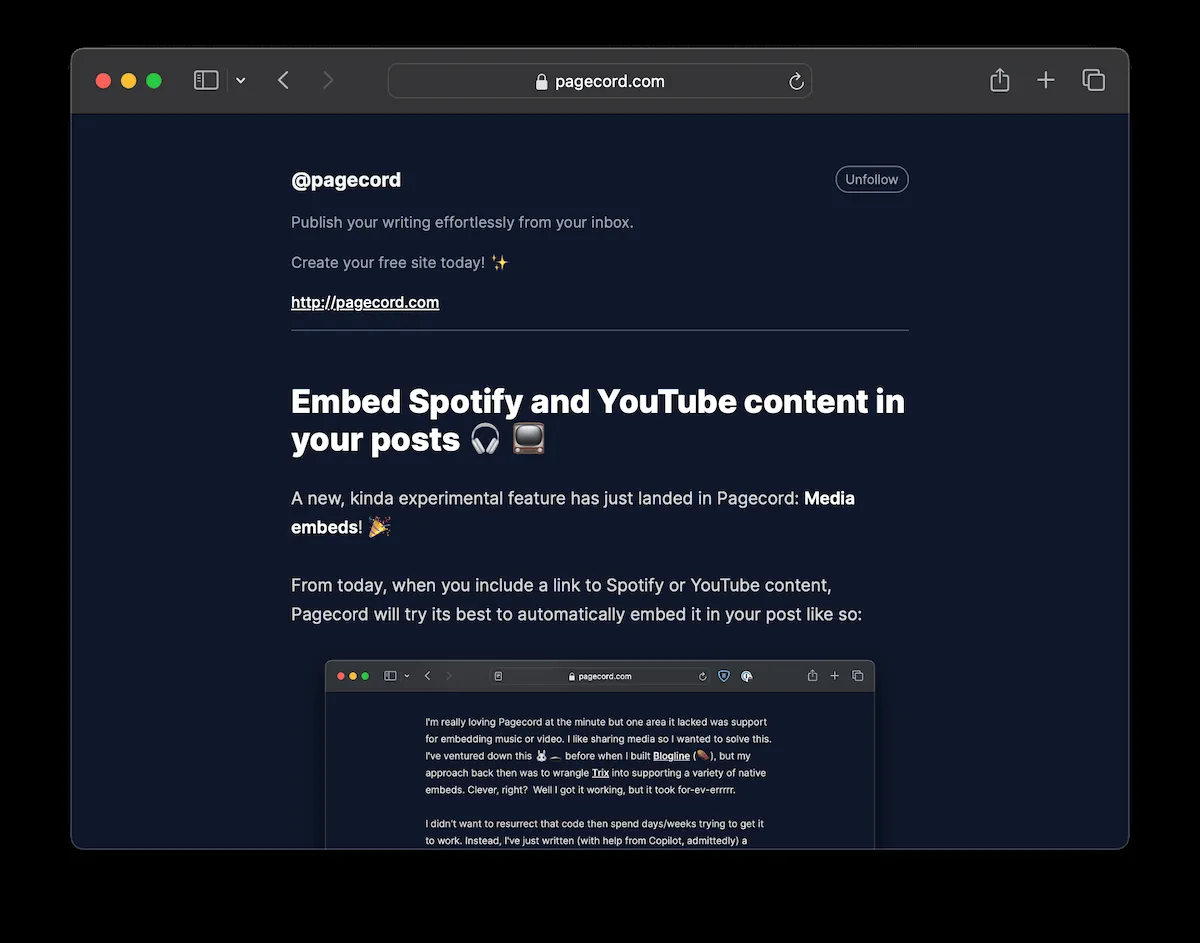 pagecord.com
@pagecord
Unfollow
Publish your writing effortlessly from your inbox.
Create your free site today! ✨
http://pagecord.com
Embed Spotify and YouTube content in
your posts 🎧 📺
A new, kinda experimental feature has just landed in Pagecord: Media
embeds! 🎉
From today, when you include a link to Spotify or YouTube content,
Pagecord will try its best to automatically embed it in your post like so:
pagecord.com
I'm really loving Pagecord at the minute but one area it lacked was support
for embedding music or video. I like sharing media so I wanted to solve this.
I've ventured down this 🐰🕳️ before when I built Blogline (⚰️), but my
approach back then was to wrangle Trix into supporting a variety of native
embeds. Clever, right? Well I got it working, but it took for-ev-errrrr.
I didn't want to resurrect that code then spend days/weeks trying to get it
to work. Instead, I've just written (with help from Copilot, admittedly) a